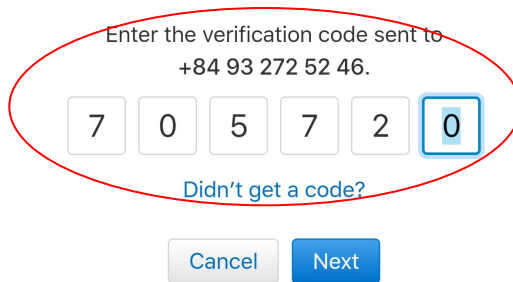 Enter the verification code sent to
+84 93 272 52 46.
7 0 5 7 2 0
Didn't get a code?
Cancel Next